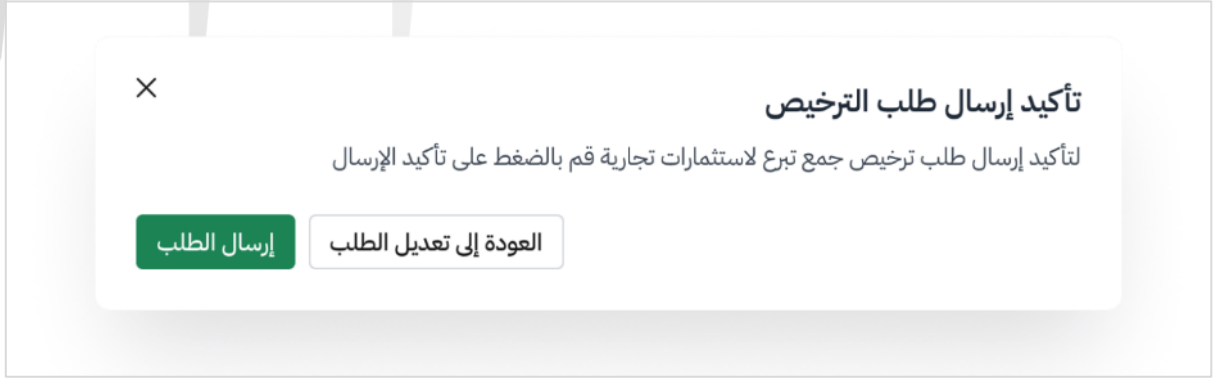 تأكيد إرسال طلب الترخيص
لتأكيد إرسال طلب ترخيص جمع تبرع لاستثمارات تجارية قم بالضغط على تأكيد الإرسال
العودة إلى تعديل الطلب
إرسال الطلب